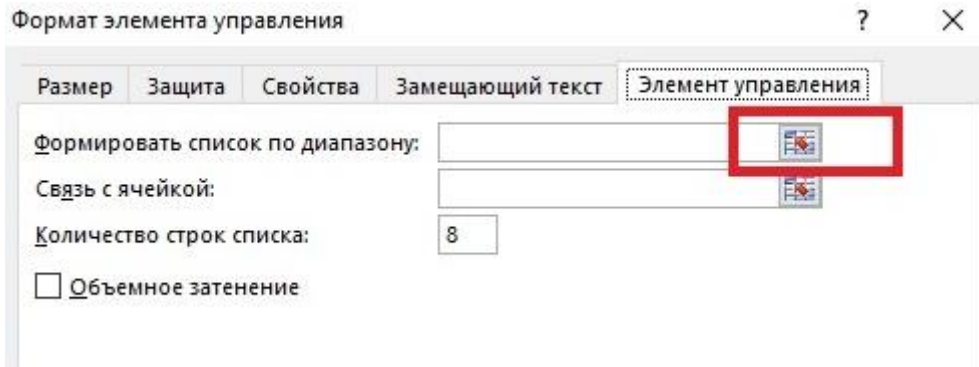 Формат элемента управления ?
Размер Защита Свойства Замещающий текст Элемент управления
Формировать список по диапазону:
Связь с ячейкой:
Количество строк списка: 8
Объемное затенение